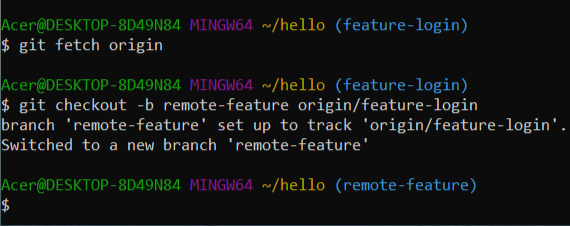 Acer@DESKTOP-8D49N84 MINGW64 ~/hello (feature-login)
$ git fetch origin
Acer@DESKTOP-8D49N84 MINGW64 ~/hello (feature-login)
$ git checkout -b remote-feature origin/feature-login
branch 'remote-feature' set up to track 'origin/feature-login'.
Switched to a new branch 'remote-feature'
Acer@DESKTOP-8D49N84 MINGW64 ~/hello (remote-feature)
$